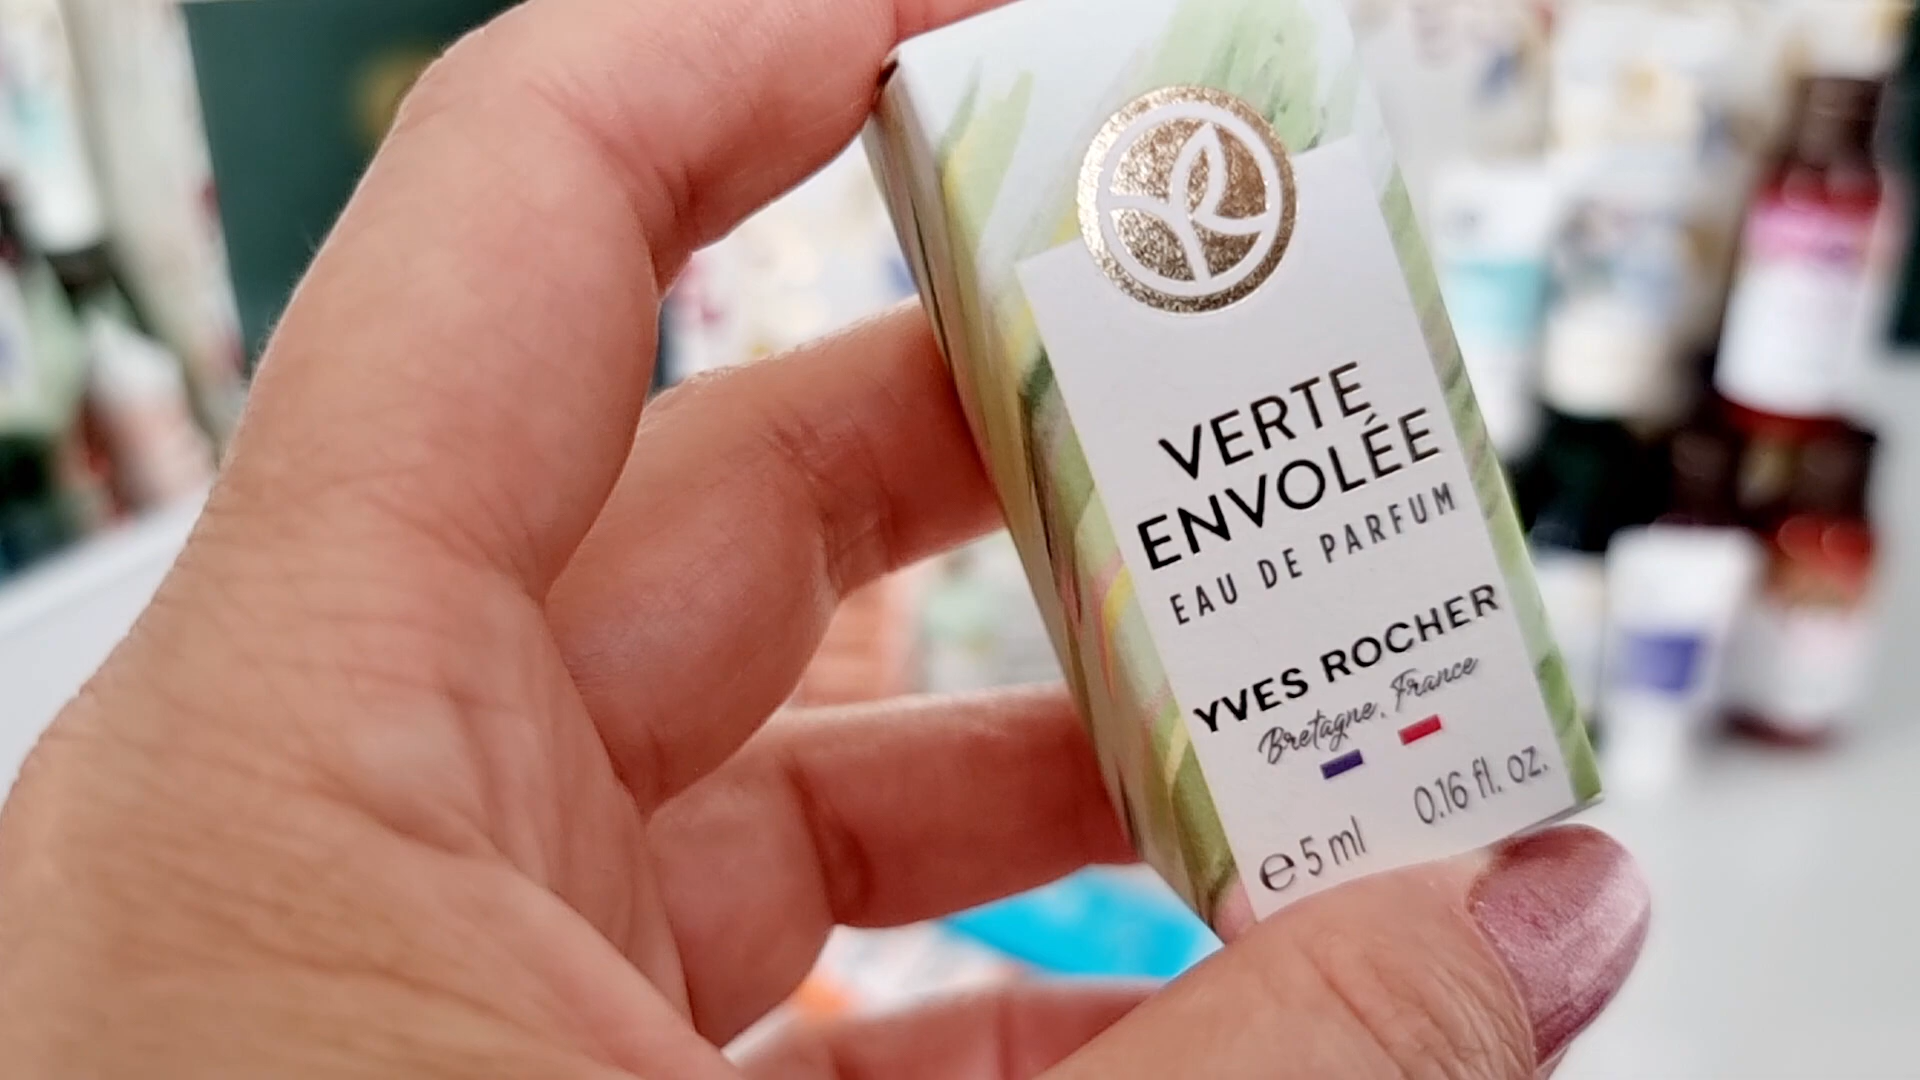 VERTE
ENVOLÉE
EAU DE PARFUM
YVES ROCHER
Bretagne, France
℮ 5 ml 0.16 fl. oz.